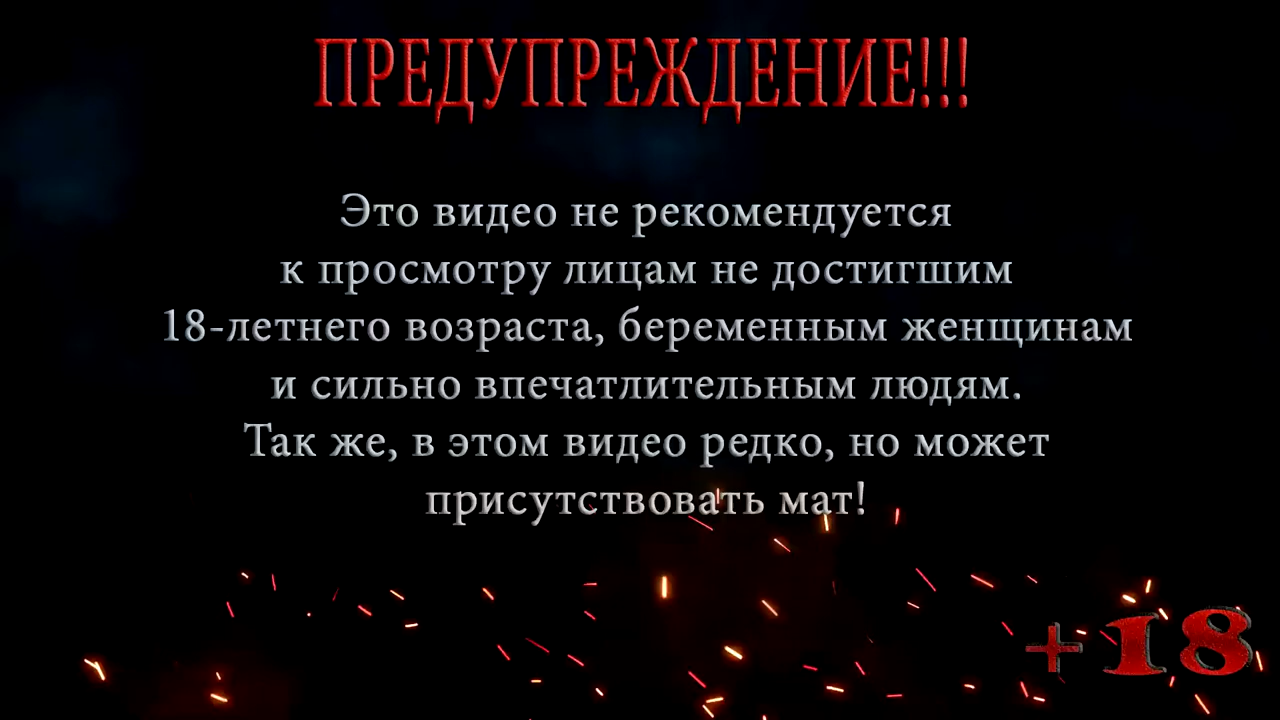 ПРЕДУПРЕЖДЕНИЕ!!!
Это видео не рекомендуется
к просмотру лицам не достигшим
18-летнего возраста, беременным женщинам
и сильно впечатлительным людям.
Так же, в этом видео редко, но может
присутствовать мат!
+18